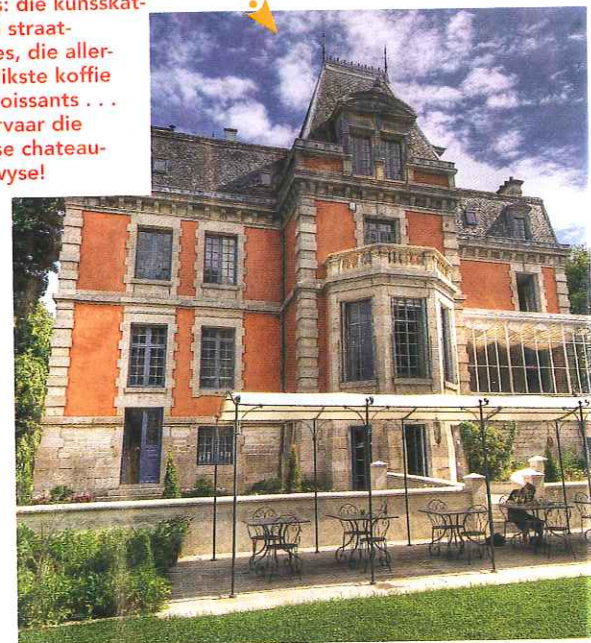 s: die kunsskat-
straat-
es, die aller-
ikste koffie
oissants . . .
rvaar die
se chateau-
wyse!